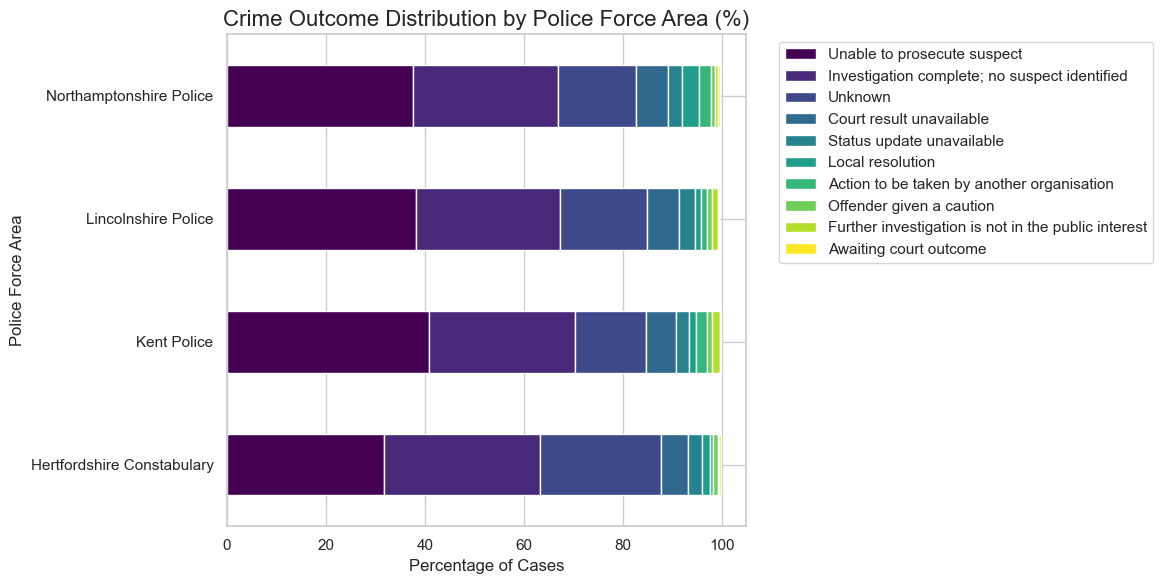 Crime Outcome Distribution by Police Force Area (%)
Police Force Area
Northamptonshire Police
Lincolnshire Police
Kent Police
Hertfordshire Constabulary
0 20 40 60 80 100
Percentage of Cases
Unable to prosecute suspect
Investigation complete; no suspect identified
Unknown
Court result unavailable
Status update unavailable
Local resolution
Action to be taken by another organisation
Offender given a caution
Further investigation is not in the public interest
Awaiting court outcome